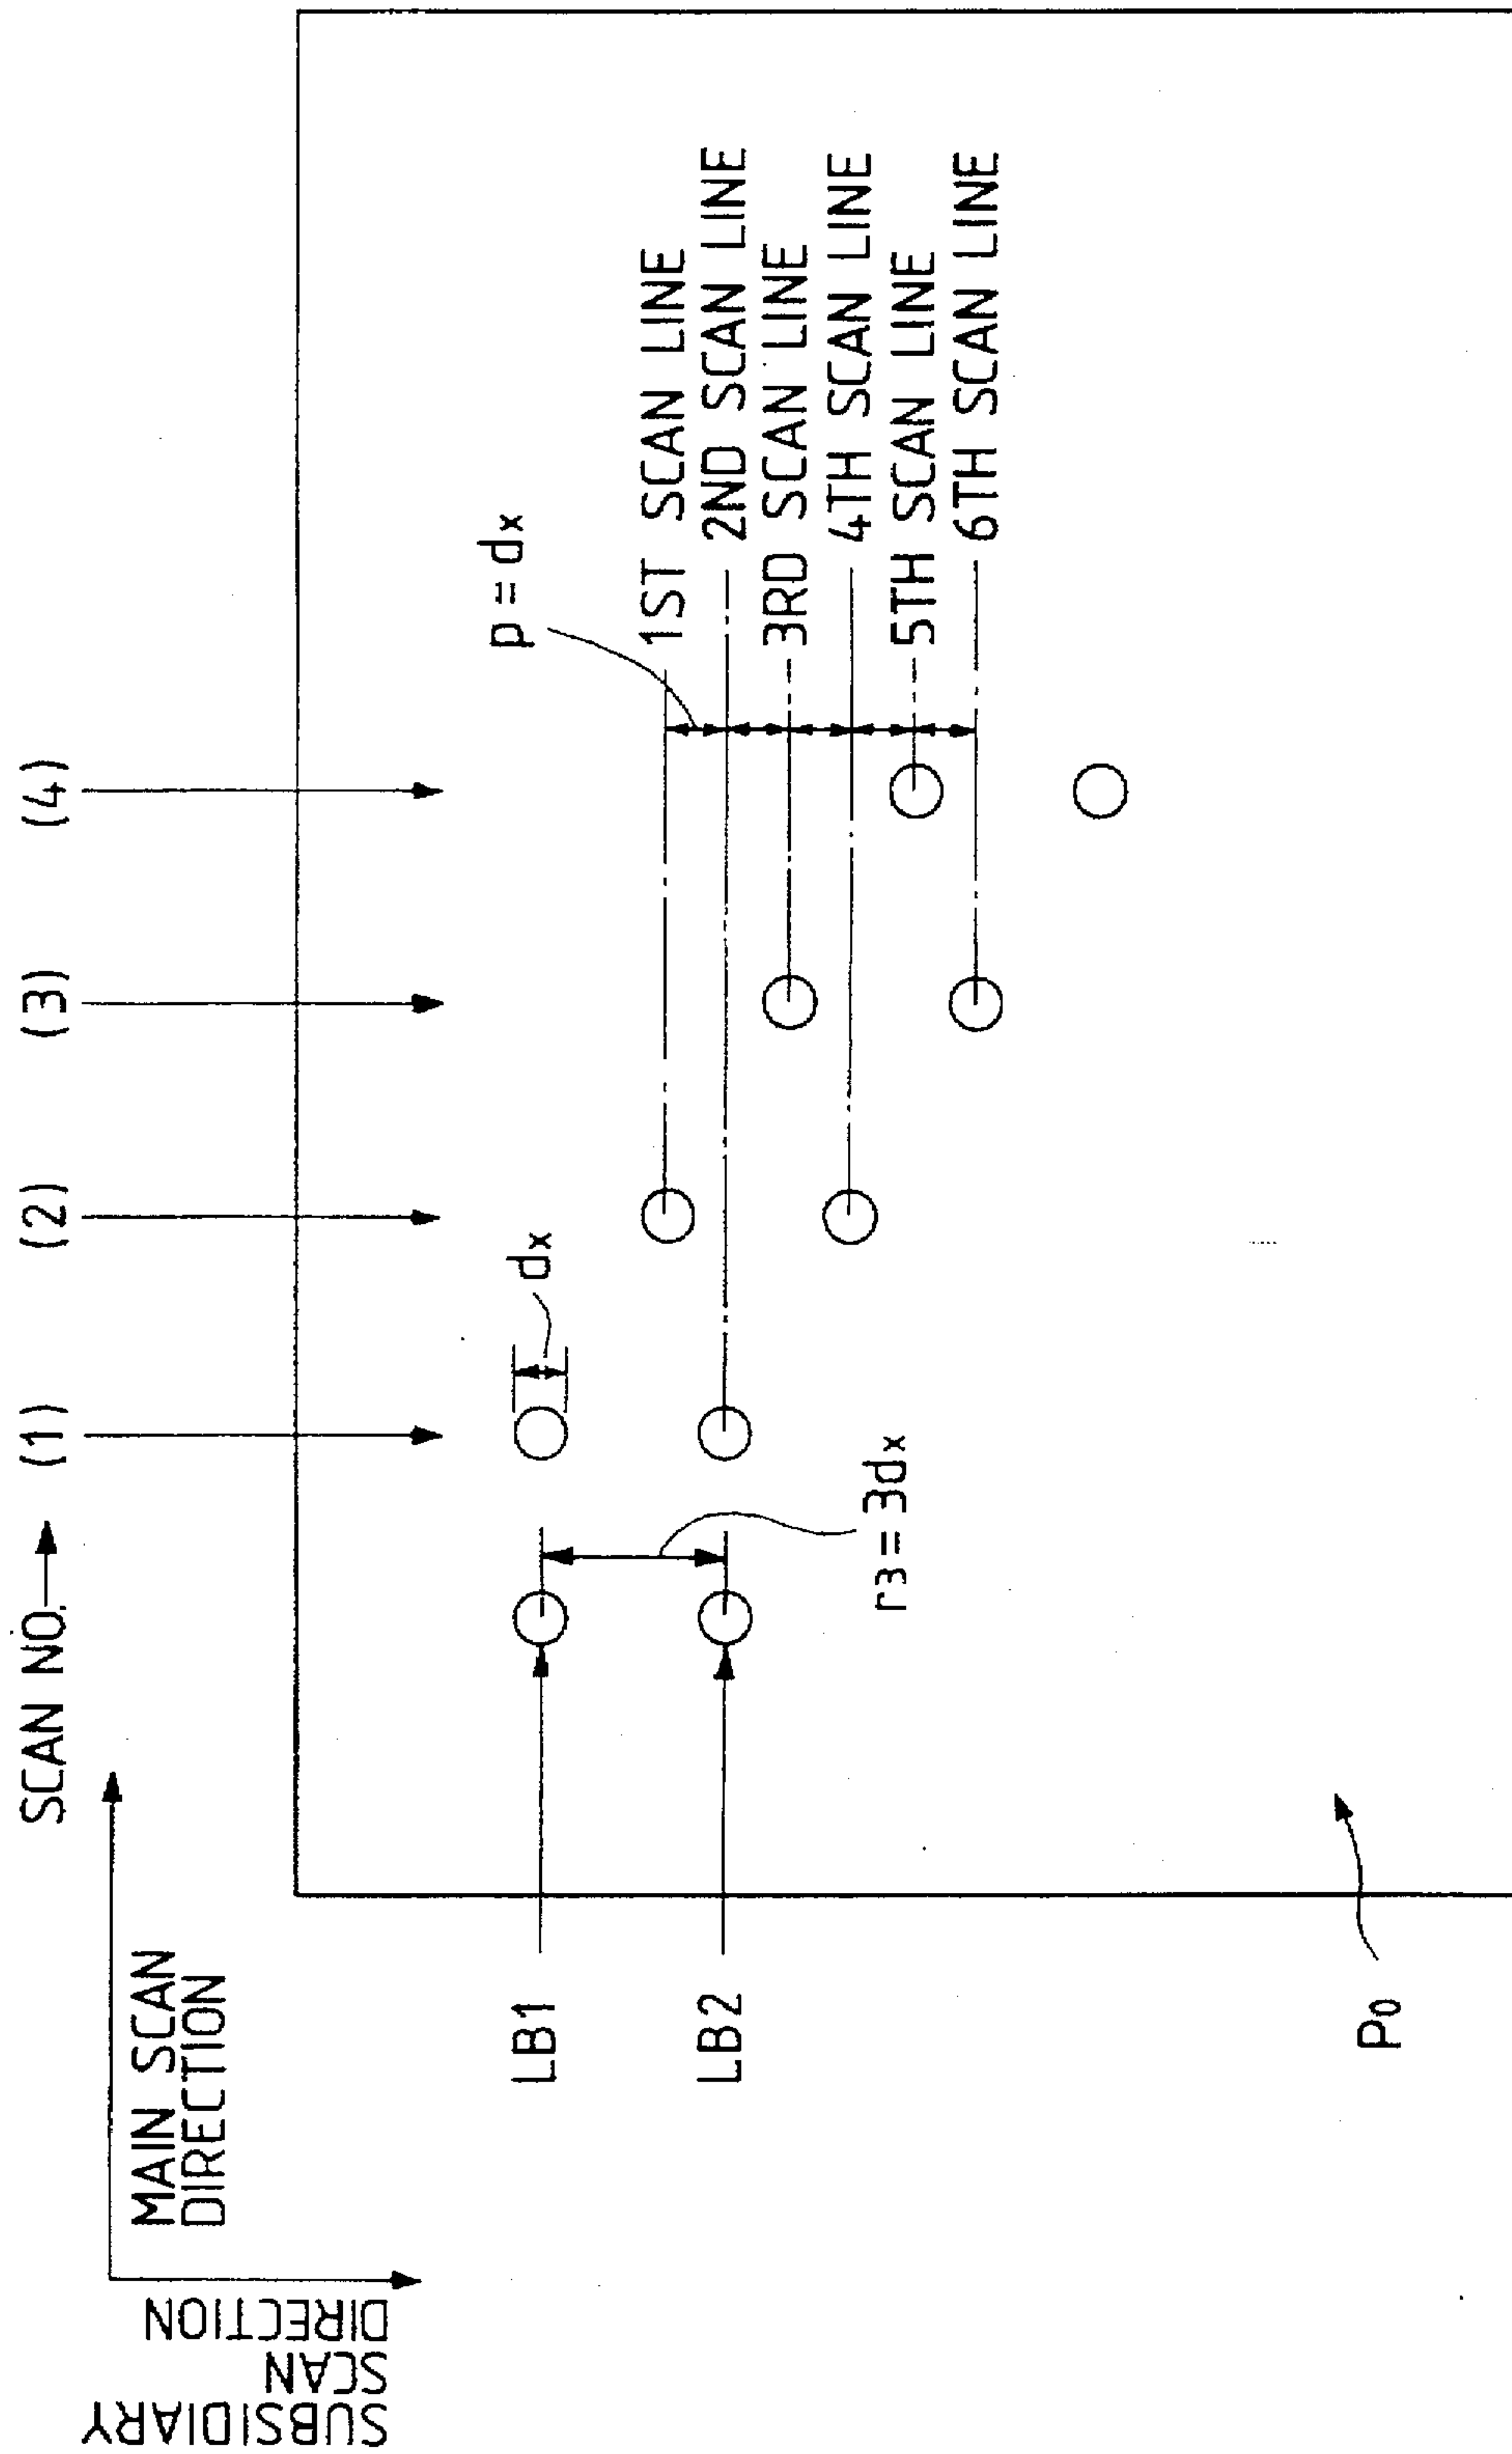 SCAN NO. (1) (2) (3) (4)
MAIN SCAN
DIRECTION
SUBSIDIARY
SCAN
DIRECTION
LB1
LB2
dx
r3=3dx
p=dx
1ST SCAN LINE
2ND SCAN LINE
3RD SCAN LINE
4TH SCAN LINE
5TH SCAN LINE
6TH SCAN LINE
P0